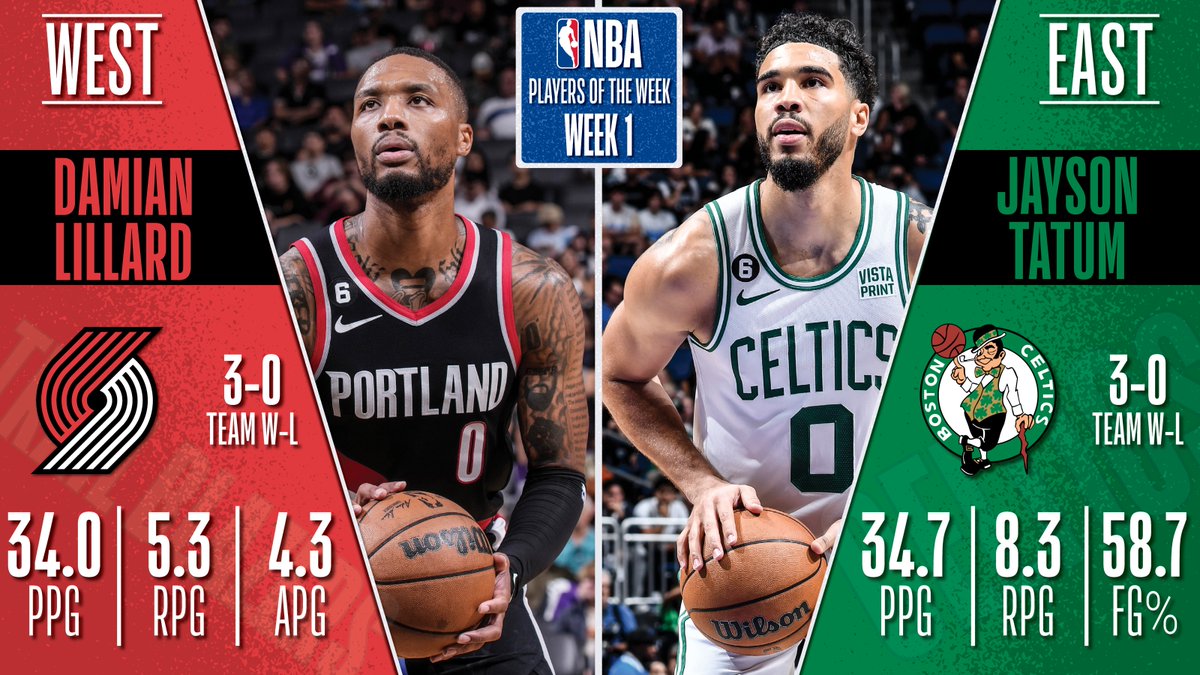 WEST
DAMIAN
LILLARD
3-0
TEAM W-L
34.0
PPG
5.3
RPG
4.3
APG
NBA
PLAYERS OF THE WEEK
WEEK 1
6
PORTLAND
0
Wilson
6
VISTA
PRINT
CELTICS
0
Wilson
EAST
JAYSON
TATUM
BOSTON
CELTICS
3-0
TEAM W-L
34.7
PPG
8.3
RPG
58.7
FG%